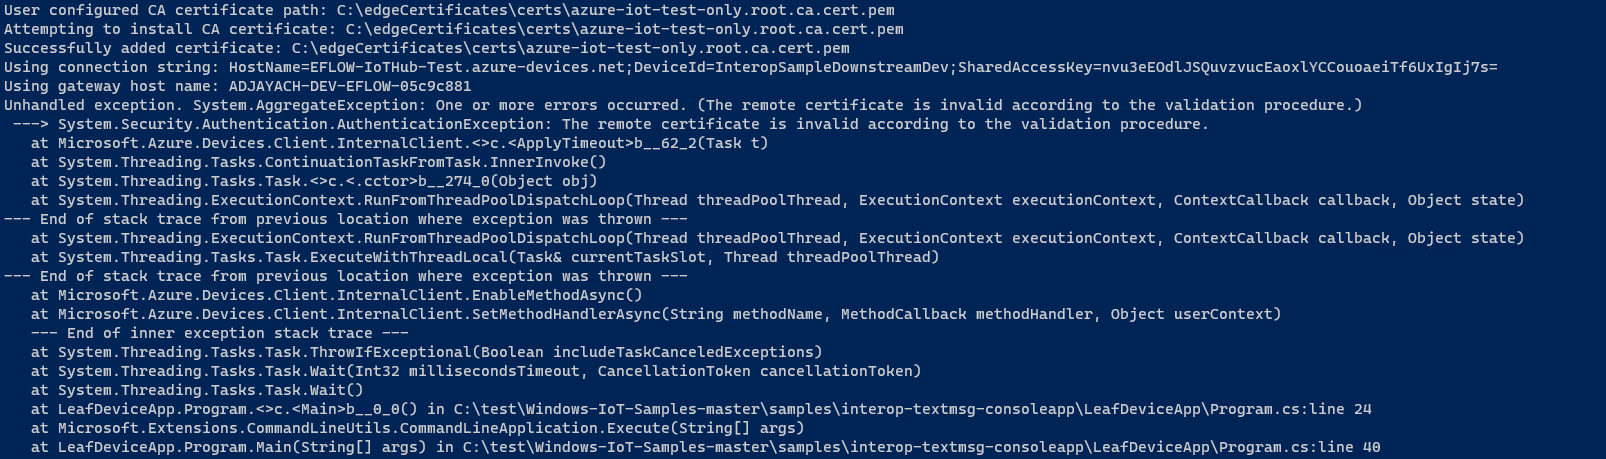 User configured CA certificate path: C:\edgeCertificates\certs\azure-iot-test-only.root.ca.cert.pem
Attempting to install CA certificate: C:\edgeCertificates\certs\azure-iot-test-only.root.ca.cert.pem
Successfully added certificate: C:\edgeCertificates\certs\azure-iot-test-only.root.ca.cert.pem
Using connection string: HostName=EFLOW-IoTHub-Test.azure-devices.net;DeviceId=InteropSampleDownstreamDev;SharedAccessKey=nvu3eEOdlJSQuvzvucEaoxlYCCouoaeiTf6UxIgIj7s=
Using gateway host name: ADJAYACH-DEV-EFLOW-05c9c881
Unhandled exception. System.AggregateException: One or more errors occurred. (The remote certificate is invalid according to the validation procedure.)
 ---> System.Security.Authentication.AuthenticationException: The remote certificate is invalid according to the validation procedure.
   at Microsoft.Azure.Devices.Client.InternalClient.<>c.<ApplyTimeout>b__62_2(Task t)
   at System.Threading.Tasks.ContinuationTaskFromTask.InnerInvoke()
   at System.Threading.Tasks.Task.<>c.<.cctor>b__274_0(Object obj)
   at System.Threading.ExecutionContext.RunFromThreadPoolDispatchLoop(Thread threadPoolThread, ExecutionContext executionContext, ContextCallback callback, Object state)
--- End of stack trace from previous location where exception was thrown ---
   at System.Threading.ExecutionContext.RunFromThreadPoolDispatchLoop(Thread threadPoolThread, ExecutionContext executionContext, ContextCallback callback, Object state)
   at System.Threading.Tasks.Task.ExecuteWithThreadLocal(Task& currentTaskSlot, Thread threadPoolThread)
--- End of stack trace from previous location where exception was thrown ---
   at Microsoft.Azure.Devices.Client.InternalClient.EnableMethodAsync()
   at Microsoft.Azure.Devices.Client.InternalClient.SetMethodHandlerAsync(String methodName, MethodCallback methodHandler, Object userContext)
   --- End of inner exception stack trace ---
   at System.Threading.Tasks.Task.ThrowIfExceptional(Boolean includeTaskCanceledExceptions)
   at System.Threading.Tasks.Task.Wait(Int32 millisecondsTimeout, CancellationToken cancellationToken)
   at System.Threading.Tasks.Task.Wait()
   at LeafDeviceApp.Program.<>c.<Main>b__0_0() in C:\test\Windows-IoT-Samples-master\samples\interop-textmsg-consoleapp\LeafDeviceApp\Program.cs:line 24
   at Microsoft.Extensions.CommandLineUtils.CommandLineApplication.Execute(String[] args)
   at LeafDeviceApp.Program.Main(String[] args) in C:\test\Windows-IoT-Samples-master\samples\interop-textmsg-consoleapp\LeafDeviceApp\Program.cs:line 40